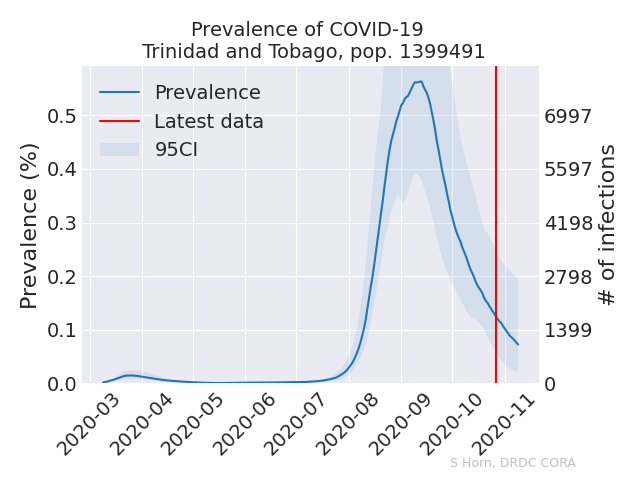 Prevalence of COVID-19
Trinidad and Tobago, pop. 1399491
Prevalence
Latest data
95CI
Prevalence (%)
0.5
0.4
0.3
0.2
0.1
0.0
6997
5597
4198
2798
1399
0
# of infections
2020-03
2020-04
2020-05
2020-06
2020-07
2020-08
2020-09
2020-10
2020-11
S Horn, DRDC CORA